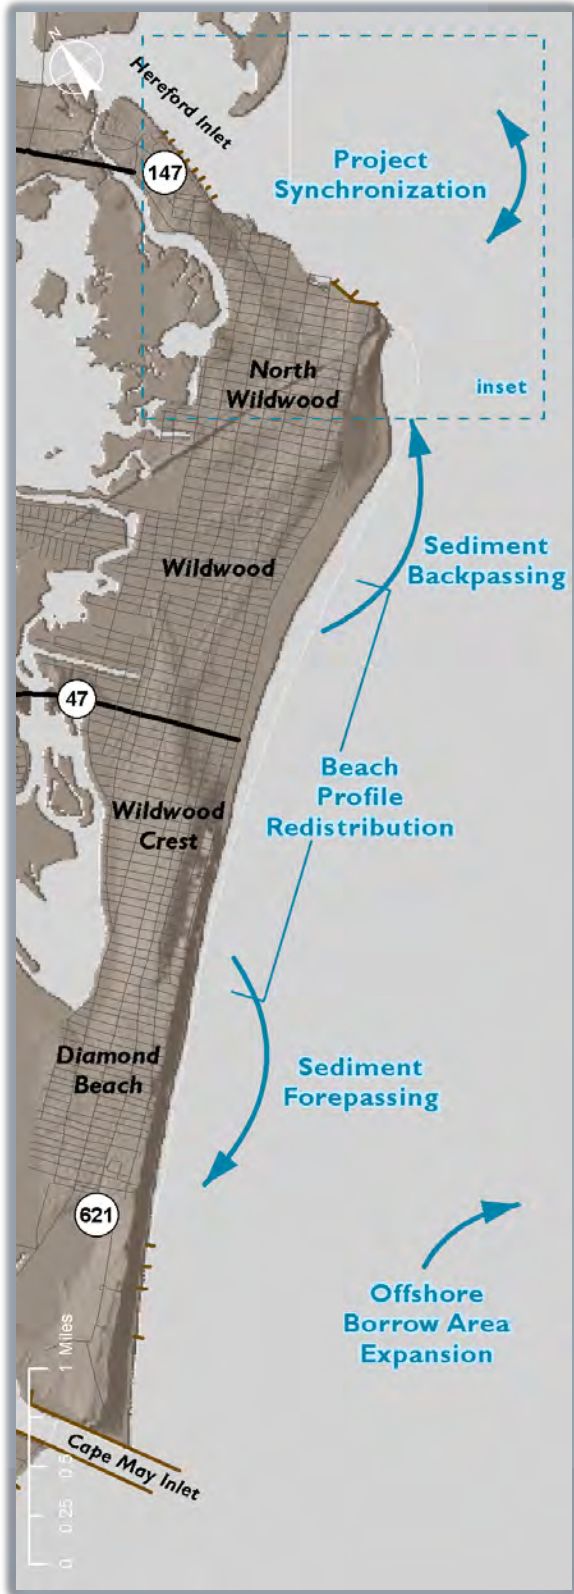 N
Hereford Inlet
147
Project
Synchronization
North
Wildwood
inset
Sediment
Backpassing
Wildwood
47
Beach
Profile
Redistribution
Wildwood
Crest
Diamond
Beach
Sediment
Forepassing
621
Offshore
Borrow Area
Expansion
Cape May Inlet
0 0.25 0.5 1 Miles